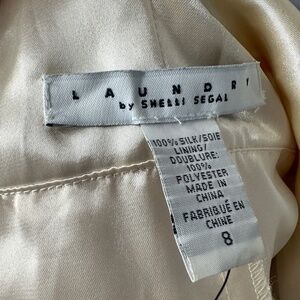 LAUNDRY
by SHELLI SEGAL
100% SILK/SOIE
LINING/
DOUBLURE:
100%
POLYESTER
MADE IN
CHINA
FABRIQUÉ EN
CHINE
8